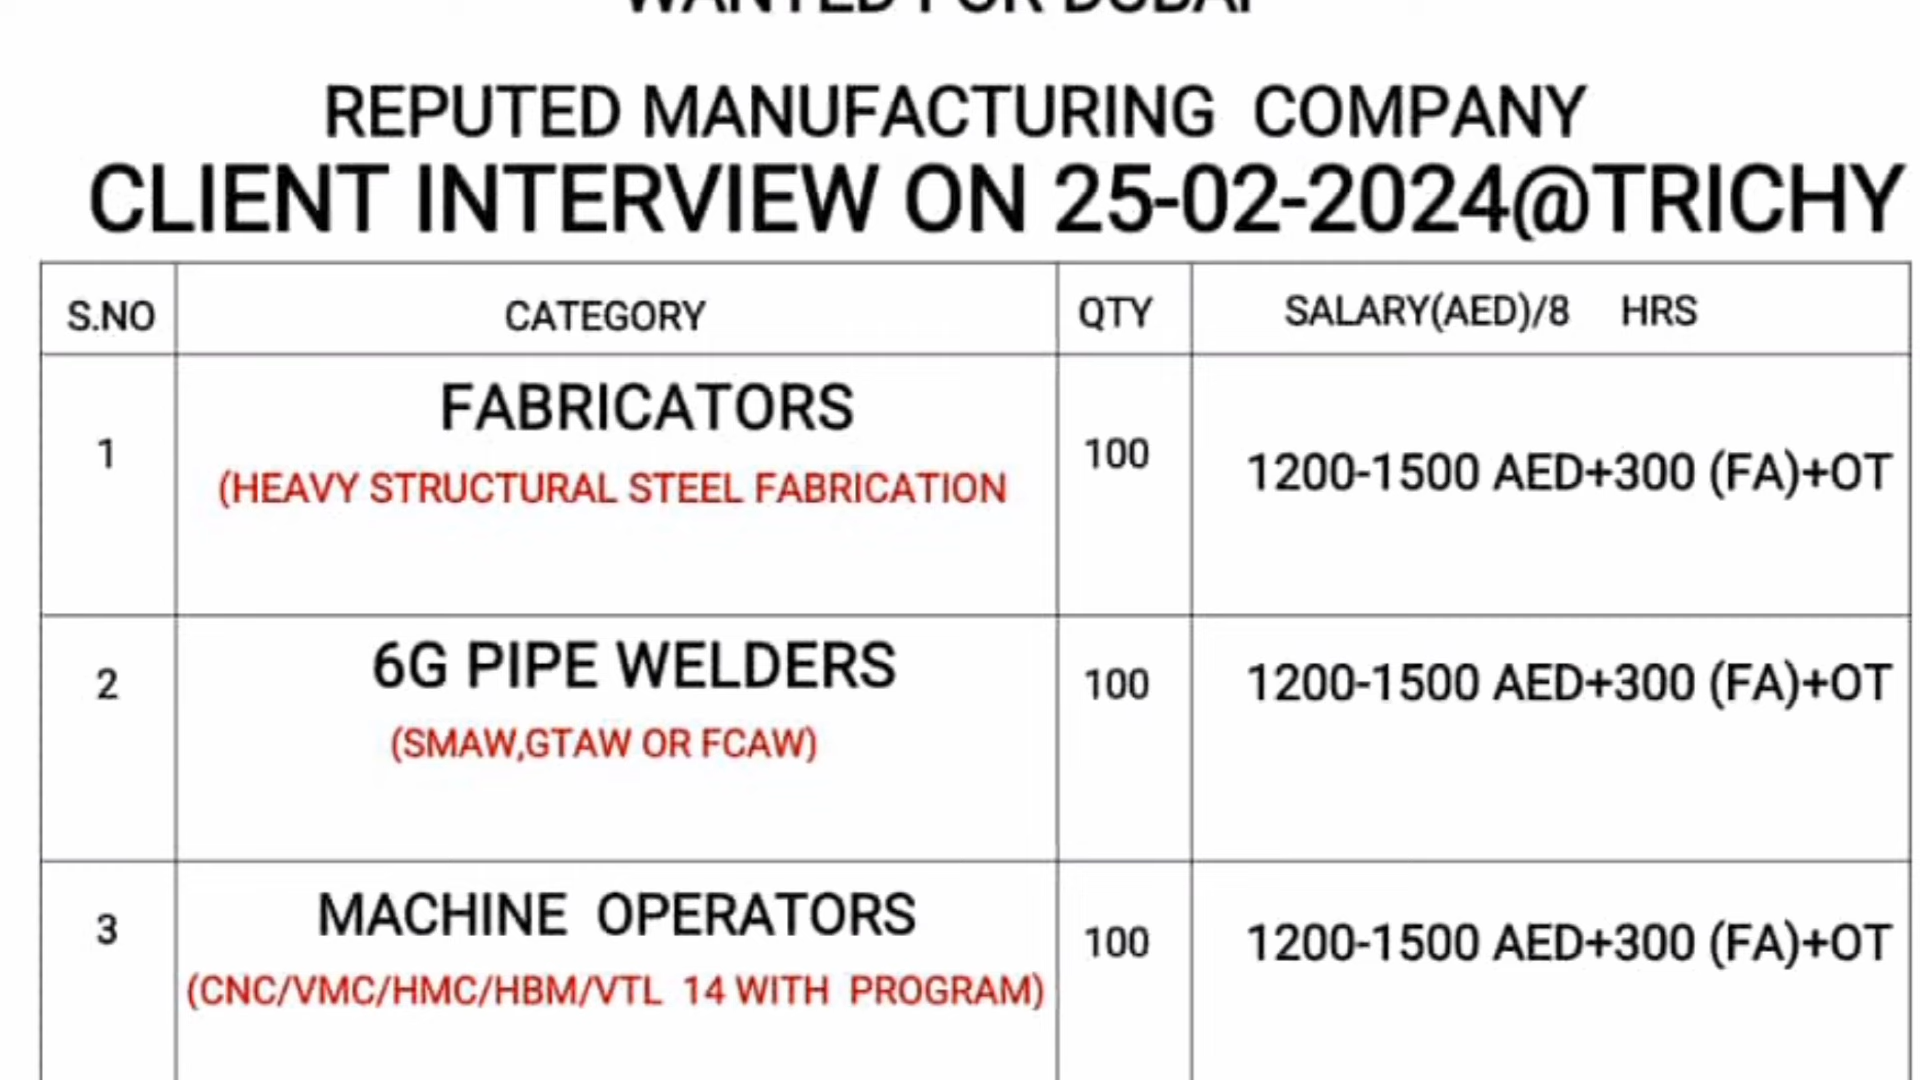 WANTED FOR DUBAI
REPUTED MANUFACTURING COMPANY
CLIENT INTERVIEW ON 25-02-2024@TRICHY
S.NO CATEGORY QTY SALARY(AED)/8 HRS
FABRICATORS
1 100 1200-1500 AED+300 (FA)+OT
(HEAVY STRUCTURAL STEEL FABRICATION
6G PIPE WELDERS
2 100 1200-1500 AED+300 (FA)+OT
(SMAW,GTAW OR FCAW)
MACHINE OPERATORS
3 100 1200-1500 AED+300 (FA)+OT
(CNC/VMC/HMC/HBM/VTL 14 WITH PROGRAM)